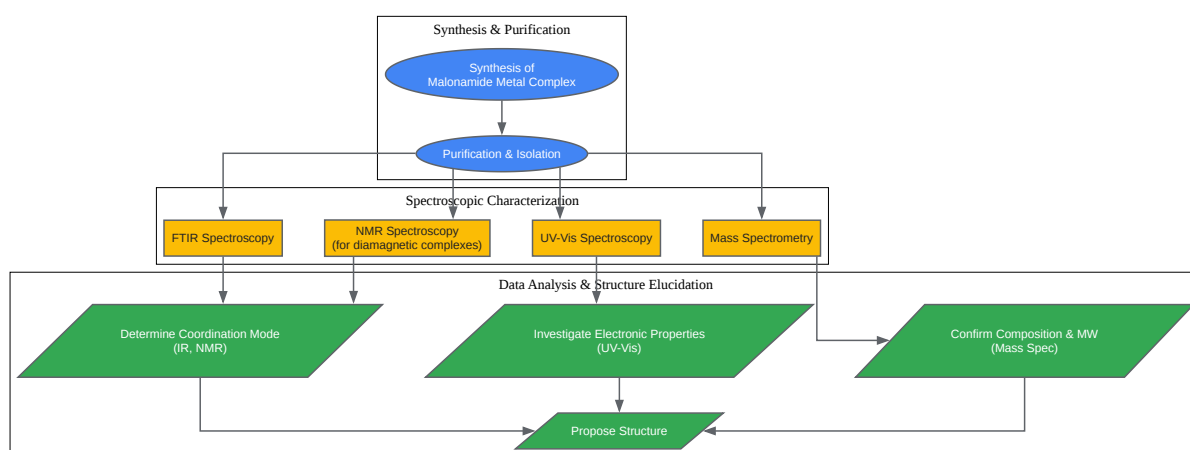 Synthesis & Purification
Synthesis of
Malonamide Metal Complex
Purification & Isolation
Spectroscopic Characterization
FTIR Spectroscopy
NMR Spectroscopy
(for diamagnetic complexes)
UV-Vis Spectroscopy
Mass Spectrometry
Data Analysis & Structure Elucidation
Determine Coordination Mode
(IR, NMR)
Investigate Electronic Properties
(UV-Vis)
Confirm Composition & MW
(Mass Spec)
Propose Structure